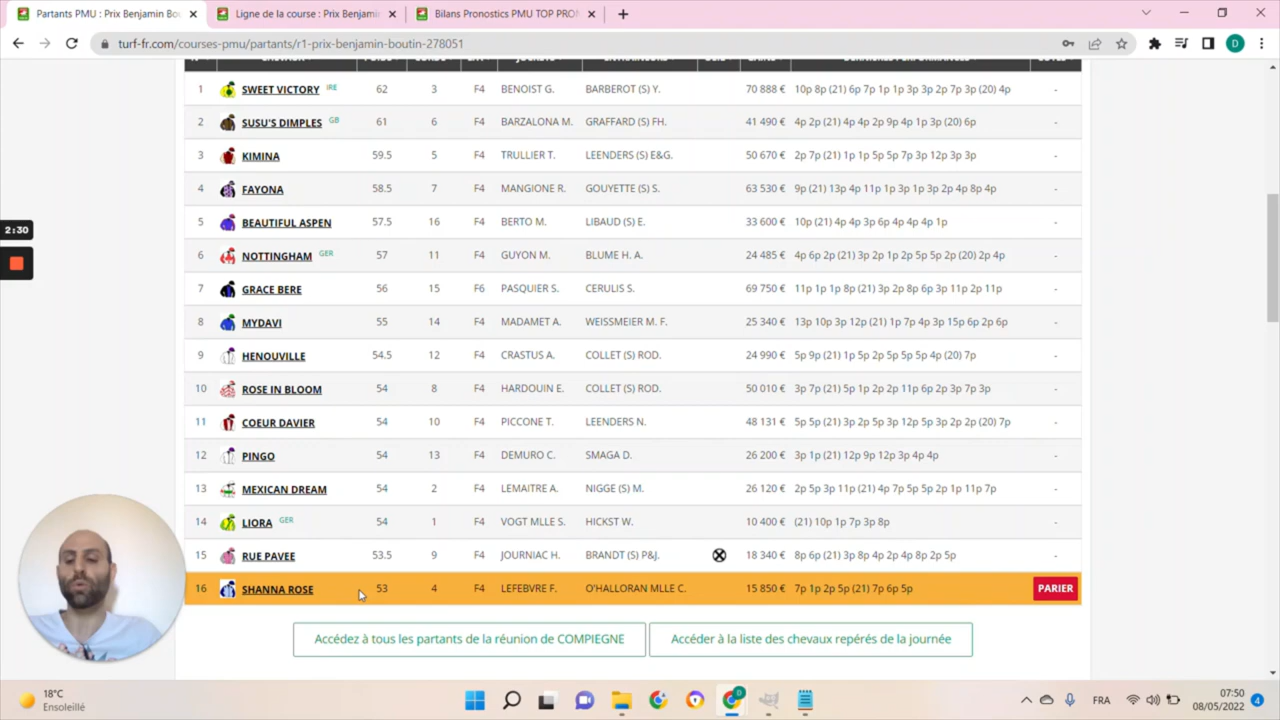 Partants PMU : Prix Benjamin Bou
Ligne de la course : Prix Benjami
Bilans Pronostics PMU TOP PRO
turf-fr.com/courses-pmu/partants/r1-prix-benjamin-boutin-278051
D
1 SWEET VICTORY IRE 62 3 F4 BENOIST G. BARBEROT (S) Y. 70 888 € 10p 8p (21) 6p 7p 1p 1p 3p 3p 2p 7p 3p (20) 4p -
2 SUSU'S DIMPLES GB 61 6 F4 BARZALONA M. GRAFFARD (S) FH. 41 490 € 4p 2p (21) 4p 4p 2p 9p 4p 1p 3p (20) 6p -
3 KIMINA 59.5 5 F4 TRULLIER T. LEENDERS (S) E&G. 50 670 € 2p 7p (21) 1p 1p 5p 5p 7p 3p 12p 3p 3p -
4 FAYONA 58.5 7 F4 MANGIONE R. GOUYETTE (S) S. 63 530 € 9p (21) 13p 4p 11p 1p 3p 1p 3p 2p 4p 8p 4p -
5 BEAUTIFUL ASPEN 57.5 16 F4 BERTO M. LIBAUD (S) E. 33 600 € 10p (21) 4p 4p 3p 6p 4p 4p 4p 1p -
6 NOTTINGHAM GER 57 11 F4 GUYON M. BLUME H. A. 24 485 € 4p 6p 2p (21) 3p 2p 1p 2p 5p 5p 2p (20) 2p 4p -
7 GRACE BERE 56 15 F6 PASQUIER S. CERULIS S. 69 750 € 11p 1p 1p 8p (21) 3p 2p 8p 6p 3p 11p 2p 11p -
8 MYDAVI 55 14 F4 MADAMET A. WEISSMEIER M. F. 25 340 € 13p 10p 3p 12p (21) 1p 7p 4p 3p 15p 6p 2p 6p -
9 HENOUVILLE 54.5 12 F4 CRASTUS A. COLLET (S) ROD. 24 990 € 5p 9p (21) 1p 5p 2p 5p 5p 5p 4p (20) 7p -
10 ROSE IN BLOOM 54 8 F4 HARDOUIN E. COLLET (S) ROD. 50 010 € 3p 7p (21) 5p 1p 2p 2p 11p 6p 2p 3p 7p 3p -
11 COEUR DAVIER 54 10 F4 PICCONE T. LEENDERS N. 48 131 € 5p 5p (21) 3p 2p 5p 3p 12p 5p 3p 2p 2p (20) 7p -
12 PINGO 54 13 F4 DEMURO C. SMAGA D. 26 200 € 3p 1p (21) 12p 9p 12p 3p 4p 4p -
13 MEXICAN DREAM 54 2 F4 LEMAITRE A. NIGGE (S) M. 26 120 € 2p 5p 3p 11p (21) 4p 7p 5p 5p 2p 1p 11p 7p -
14 LIORA GER 54 1 F4 VOGT MLLE S. HICKST W. 10 400 € (21) 10p 1p 7p 3p 8p -
15 RUE PAVEE 53.5 9 F4 JOURNIAC H. BRANDT (S) P&J. 18 340 € 8p 6p (21) 3p 8p 4p 2p 4p 8p 2p 5p -
16 SHANNA ROSE 53 4 F4 LEFEBVRE F. O'HALLORAN MLLE C. 15 850 € 7p 1p 2p 5p (21) 7p 6p 5p PARIER
2:30
Accédez à tous les partants de la réunion de COMPIEGNE
Accéder à la liste des chevaux repérés de la journée
18°C
Ensoleillé
D
FRA
07:50
08/05/2022
4